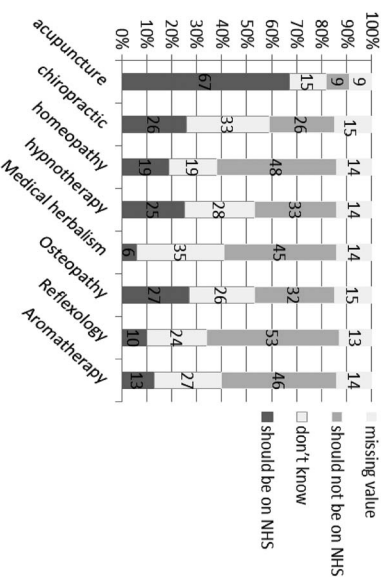 100%
90%
80%
70%
60%
50%
40%
30%
20%
10%
0%
9 15 14 14 14 15 13 14
9 26 48 33 45 32 53 46
15 33 19 28 35 26 24 27
67 26 19 25 6 27 10 13
acupuncture
chiropractic
homeopathy
hypnotherapy
Medical herbalism
Osteopathy
Reflexology
Aromatherapy
missing value
should not be on NHS
don't know
should be on NHS